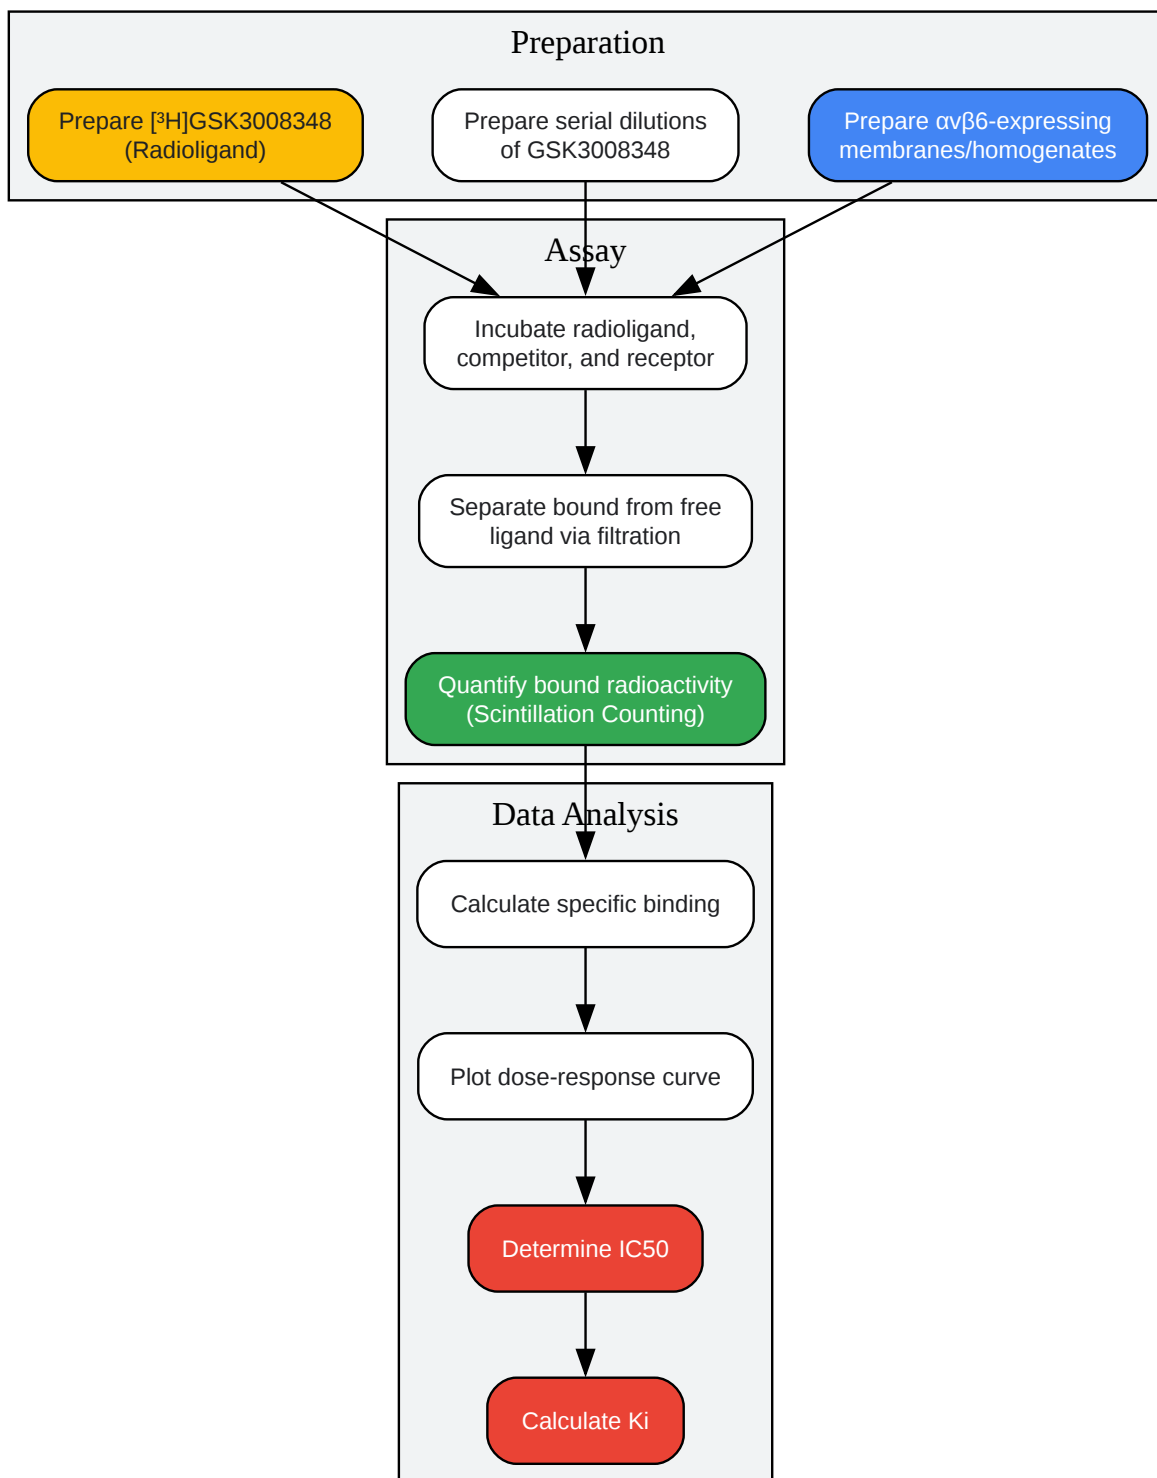 Preparation
Prepare [³H]GSK3008348
(Radioligand)
Prepare serial dilutions
of GSK3008348
Prepare αvβ6-expressing
membranes/homogenates
Assay
Incubate radioligand,
competitor, and receptor
Separate bound from free
ligand via filtration
Quantify bound radioactivity
(Scintillation Counting)
Data Analysis
Calculate specific binding
Plot dose-response curve
Determine IC50
Calculate Ki